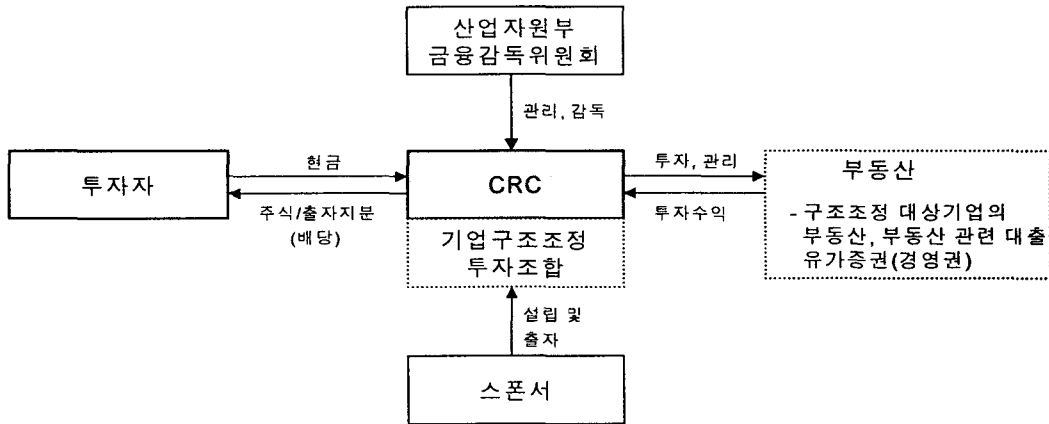 산업자원부
금융감독위원회
관리, 감독
투자자
현금
주식/출자지분
(배당)
CRC
기업구조조정
투자조합
투자, 관리
투자수익
부동산
- 구조조정 대상기업의
부동산, 부동산 관련 대출
유가증권(경영권)
설립 및
출자
스폰서